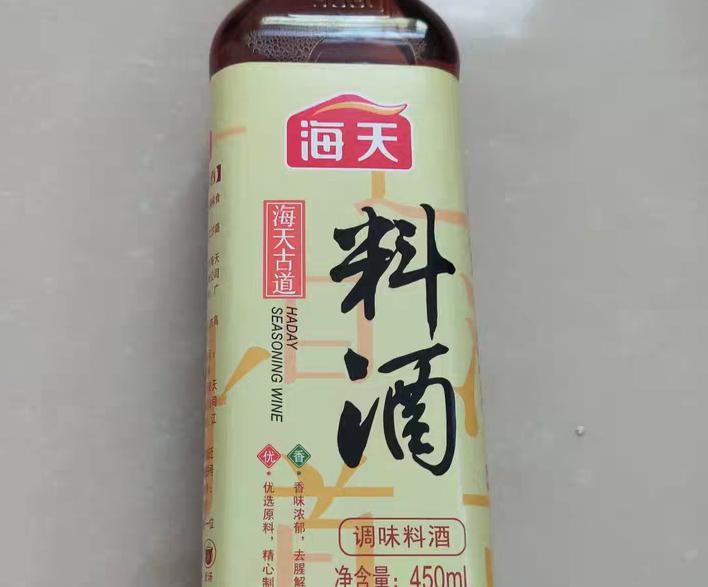 海天
料酒
海天古道
HADAY
SEASONING WINE
香
香味浓郁，去腥解
优
优选原料，精心制
调味料酒
净含量：450ml